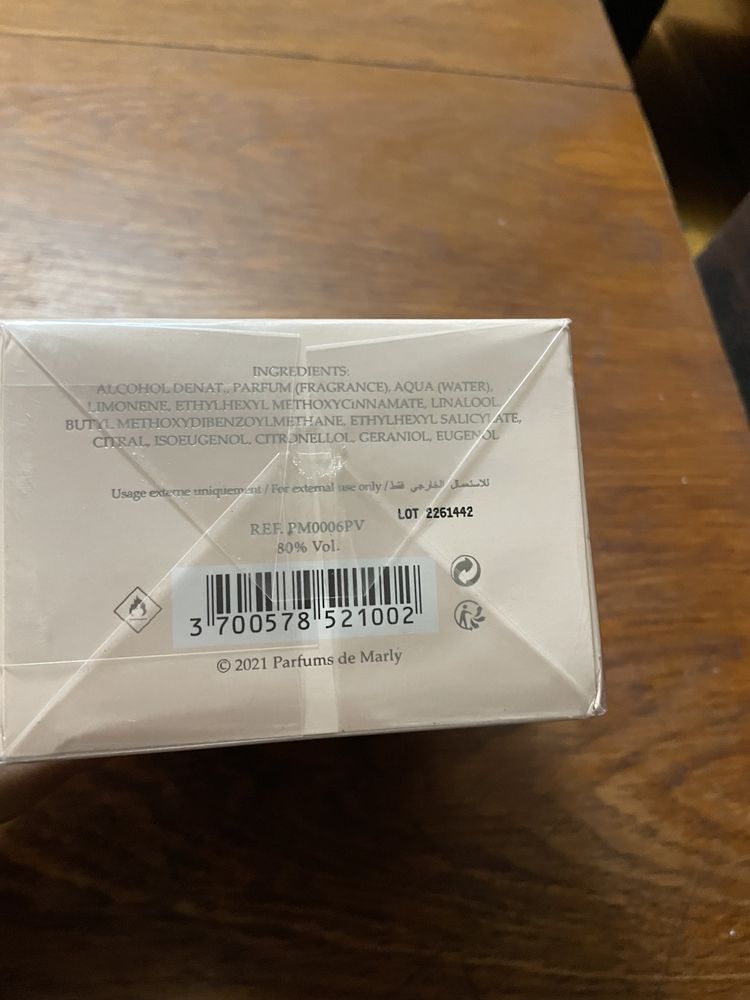 INGREDIENTS:
ALCOHOL DENAT., PARFUM (FRAGRANCE), AQUA (WATER),
LIMONENE, ETHYLHEXYL METHOXYCINNAMATE, LINALOOL
BUTYL METHOXYDIBENZOYLMETHANE, ETHYLHEXYL SALICYLATE,
CITRAL, ISOEUGENOL, CITRONELLOL, GERANIOL, EUGENOL
Usage externe uniquement / For external use only / للاستعمال الخارجي فقط
LOT 2261442
REF. PM0006PV
80% Vol.
3 700578 521002
© 2021 Parfums de Marly